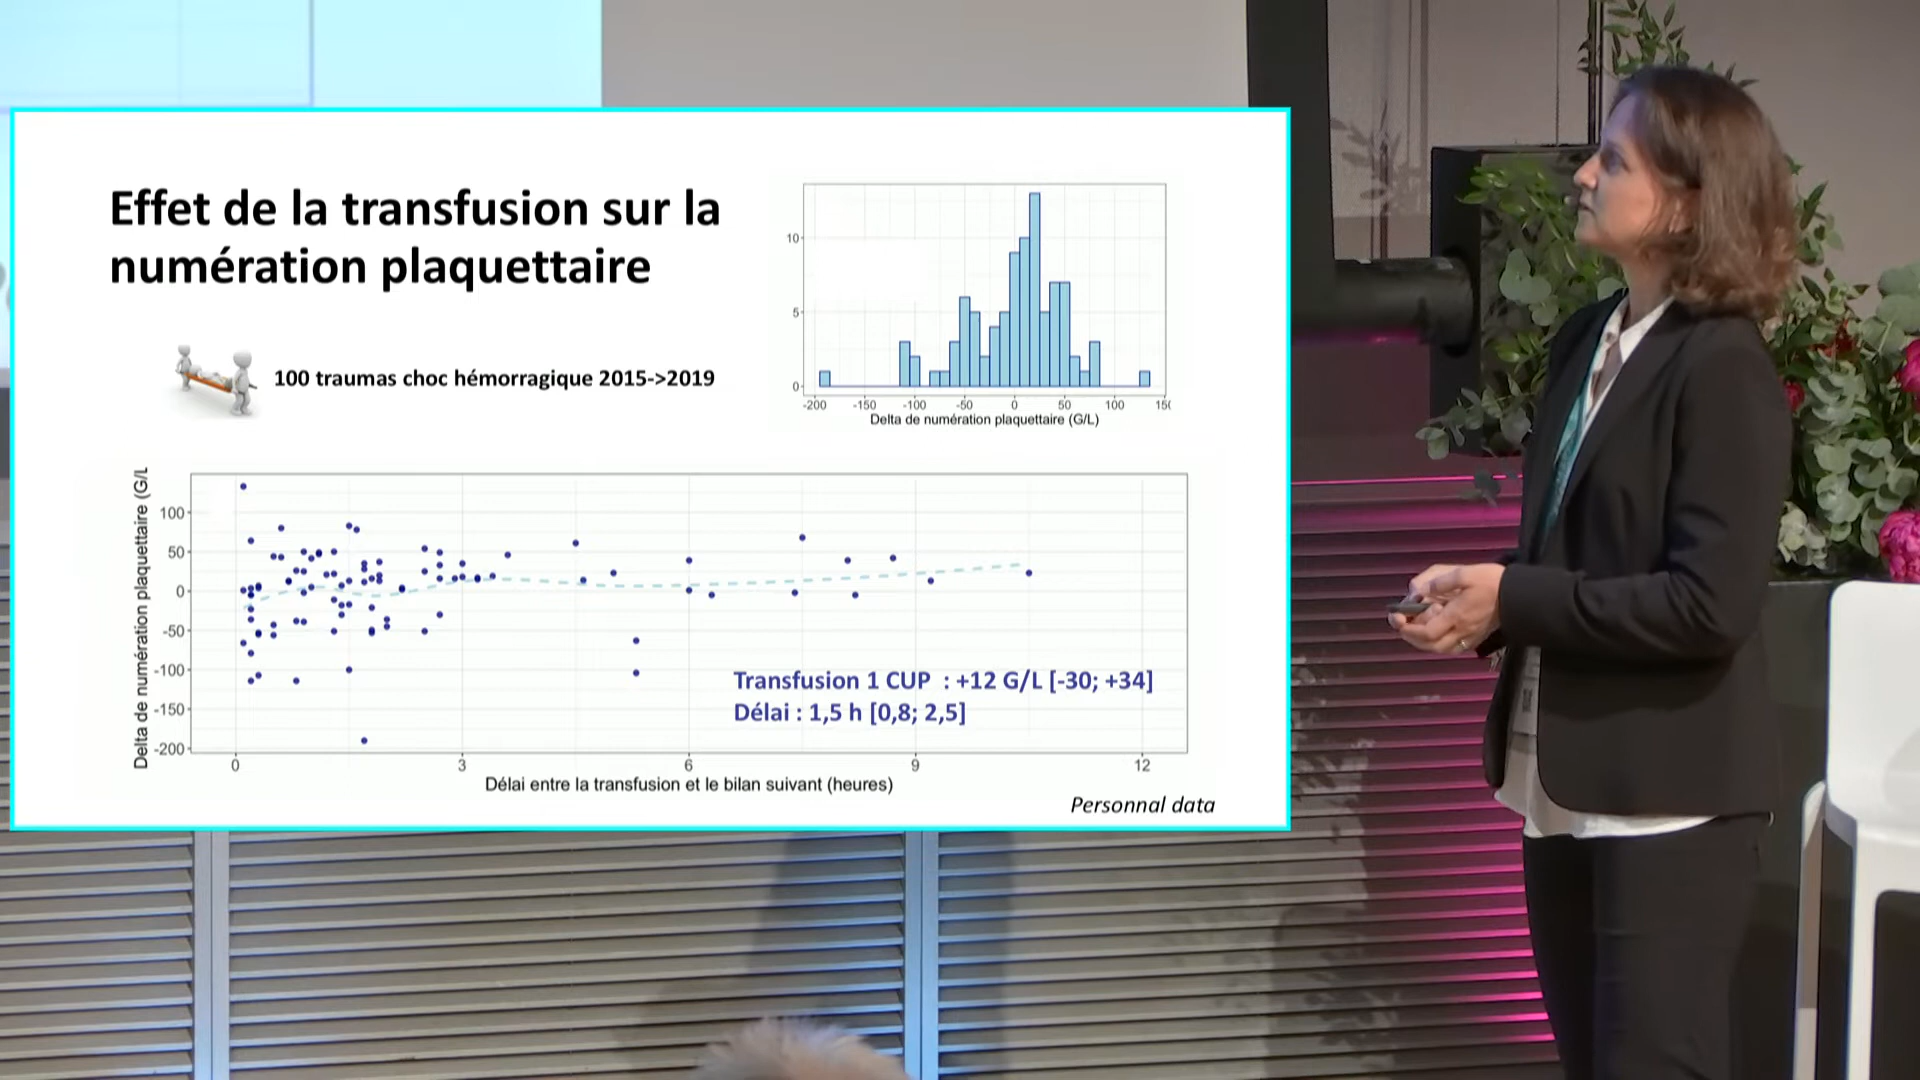 Effet de la transfusion sur la
numération plaquettaire
100 traumas choc hémorragique 2015->2019
10
5
0
-200 -150 -100 -50 0 50 100
Delta de numération plaquettaire (G/L)
Delta de numération plaquettaire (G/L
100
50
0
-50
-100
-150
-200
Transfusion 1 CUP : +12 G/L [-30; +34]
Délai : 1,5 h [0,8; 2,5]
0 3 6 9 12
Délai entre la transfusion et le bilan suivant (heures)
Personnal data